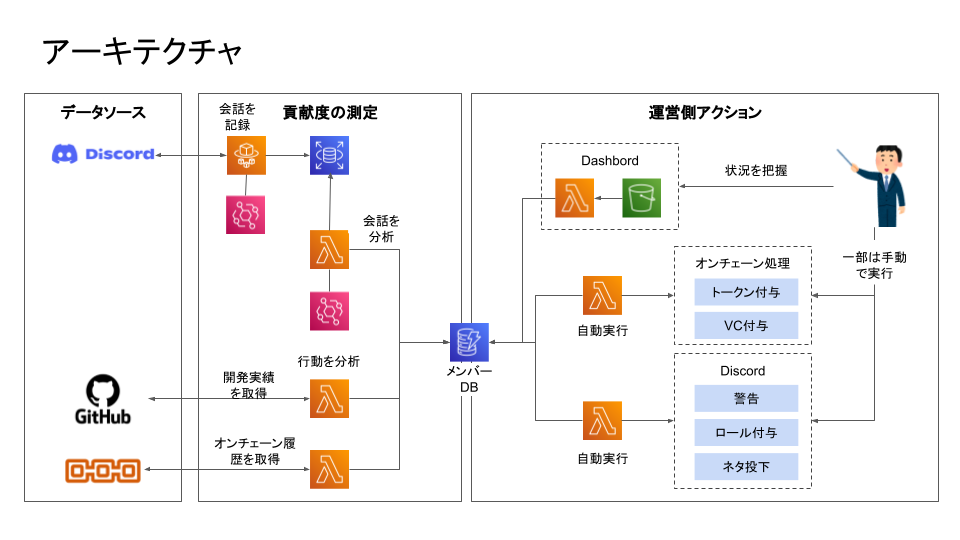 アーキテクチャ
データソース
Discord
GitHub
貢献度の測定
会話を
記録
会話を
分析
行動を分析
開発実績
を取得
オンチェーン履
歴を取得
メンバー
DB
運営側アクション
Dashbord
状況を把握
一部は手動
で実行
自動実行
オンチェーン処理
トークン付与
VC付与
自動実行
Discord
警告
ロール付与
ネタ投下